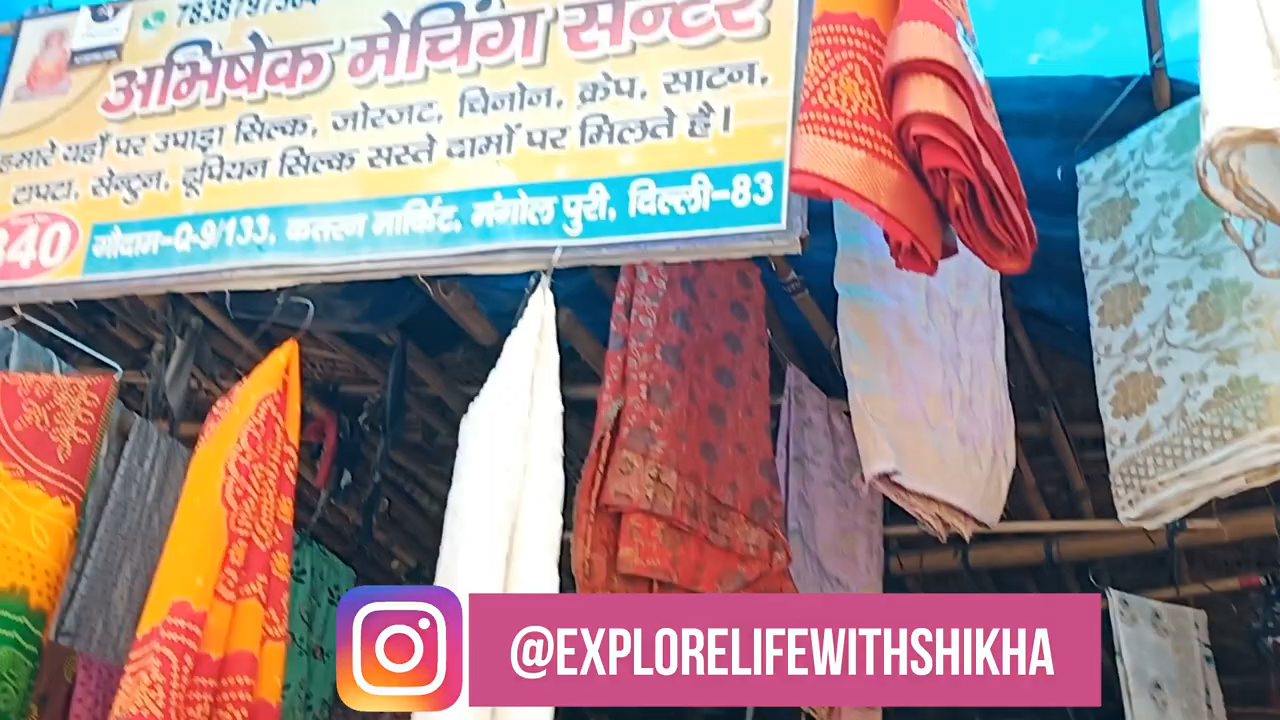 अभिषेक मेचिंग सेन्टर
हमारे यहाँ पर उपाड़ा सिल्क, जोरजट, चिनोन, क्रेप, साटन,
टापटा, सेन्टुन, दूपियन सिल्क सस्ते दामों पर मिलते है।
गोदाम-Q-9/133, कतरन मार्किट, मंगोल पुरी, दिल्ली-83
@EXPLORELIFEWITHSHIKHA